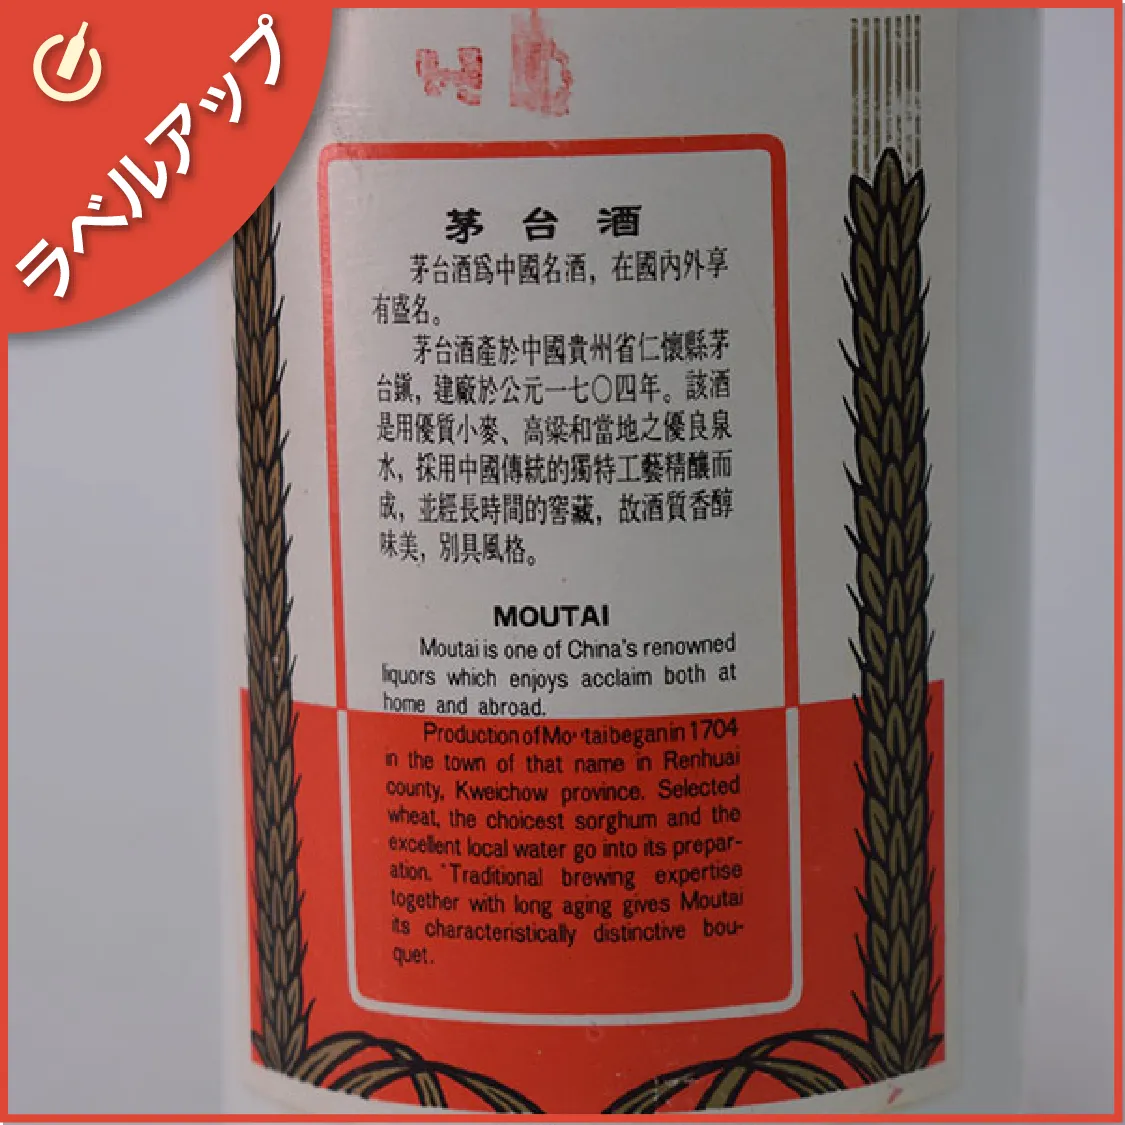 ラベルアップ
茅台酒
茅台酒爲中國名酒，在國內外享
有盛名。
茅台酒產於中國貴州省仁懷縣茅
台鎭，建廠於公元一七〇四年。該酒
是用優質小麥、高粱和當地之優良泉
水，採用中國傳統的獨特工藝精釀而
成，並經長時間的窖藏，故酒質香醇
味美，別具風格。
MOUTAI
Moutai is one of China's renowned
liquors which enjoys acclaim both at
home and abroad.
Production of Moutai began in 1704
in the town of that name in Renhuai
county, Kweichow province. Selected
wheat, the choicest sorghum and the
excellent local water go into its prepar-
ation. Traditional brewing expertise
together with long aging gives Moutai
its characteristically distinctive bou-
quet.